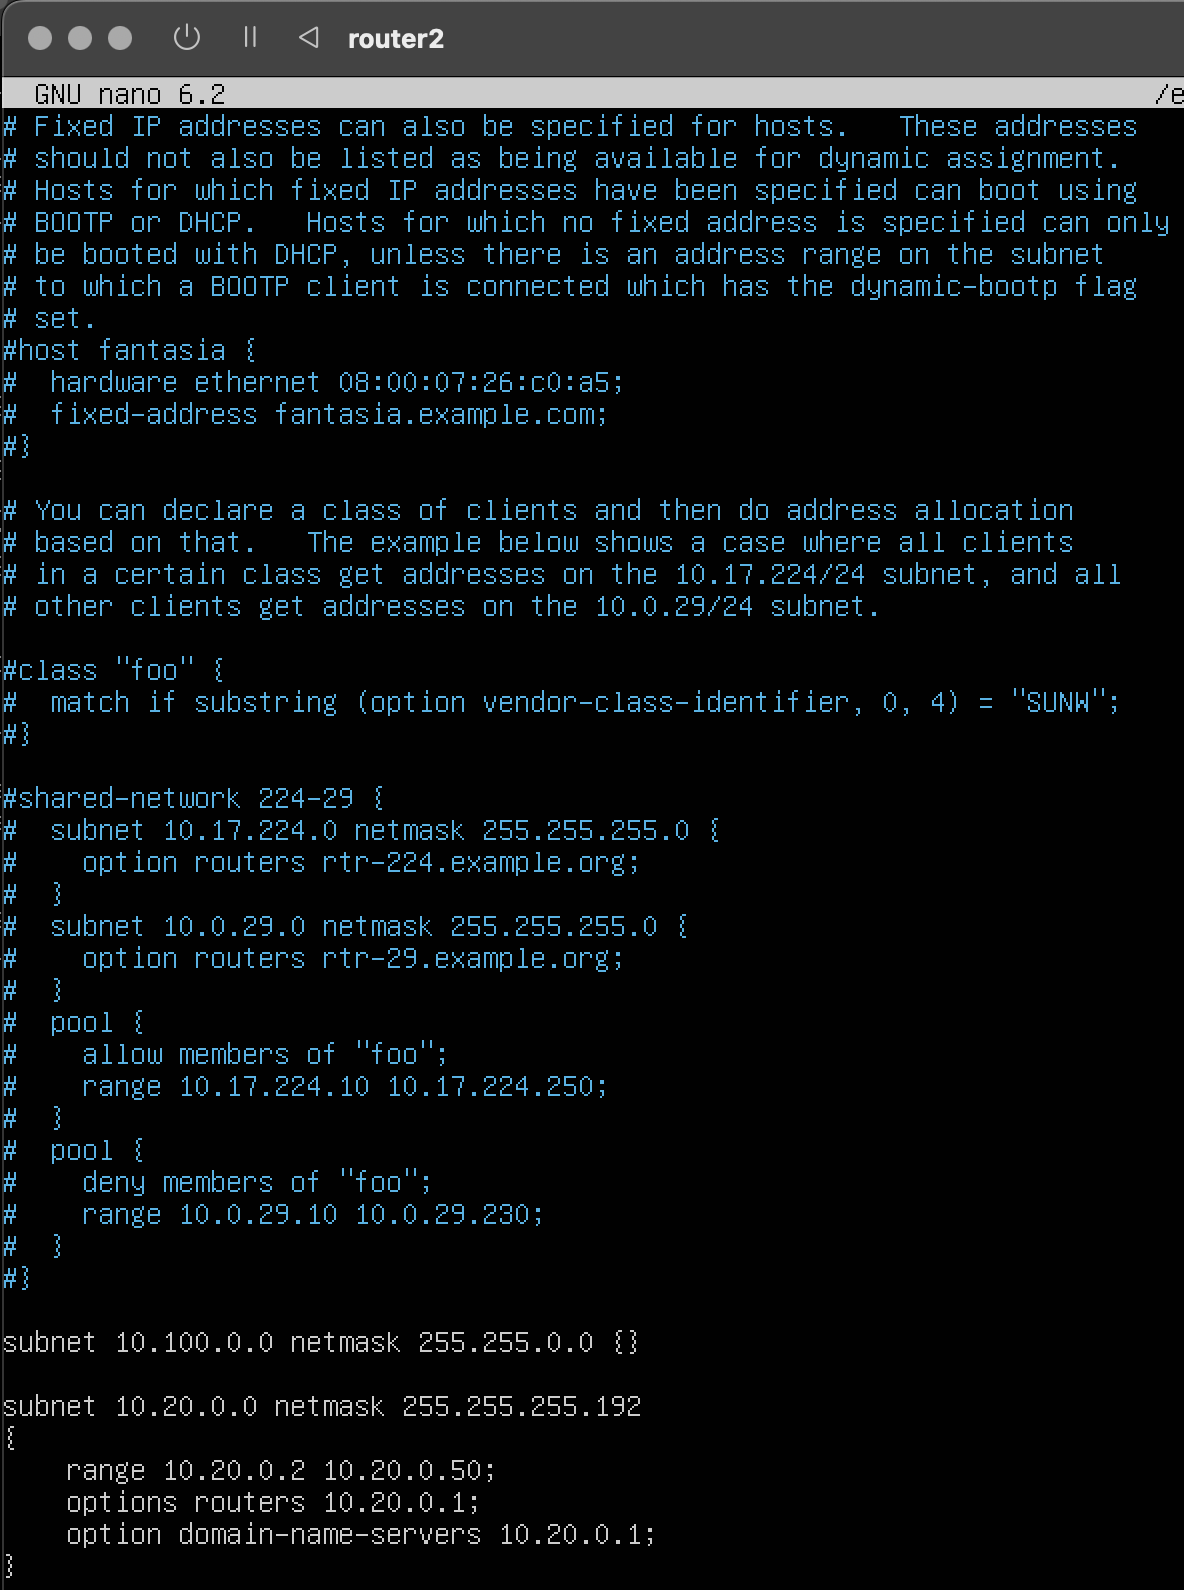 router2
GNU nano 6.2 /e
# Fixed IP addresses can also be specified for hosts.   These addresses
# should not also be listed as being available for dynamic assignment.
# Hosts for which fixed IP addresses have been specified can boot using
# BOOTP or DHCP.   Hosts for which no fixed address is specified can only
# be booted with DHCP, unless there is an address range on the subnet
# to which a BOOTP client is connected which has the dynamic-bootp flag
# set.
#host fantasia {
#  hardware ethernet 08:00:07:26:c0:a5;
#  fixed-address fantasia.example.com;
#}
# You can declare a class of clients and then do address allocation
# based on that.   The example below shows a case where all clients
# in a certain class get addresses on the 10.17.224/24 subnet, and all
# other clients get addresses on the 10.0.29/24 subnet.
#class "foo" {
#  match if substring (option vendor-class-identifier, 0, 4) = "SUNW";
#}
#shared-network 224-29 {
#  subnet 10.17.224.0 netmask 255.255.255.0 {
#    option routers rtr-224.example.org;
#  }
#  subnet 10.0.29.0 netmask 255.255.255.0 {
#    option routers rtr-29.example.org;
#  }
#  pool {
#    allow members of "foo";
#    range 10.17.224.10 10.17.224.250;
#  }
#  pool {
#    deny members of "foo";
#    range 10.0.29.10 10.0.29.230;
#  }
#}
subnet 10.100.0.0 netmask 255.255.0.0 {}
subnet 10.20.0.0 netmask 255.255.255.192
{
    range 10.20.0.2 10.20.0.50;
    options routers 10.20.0.1;
    option domain-name-servers 10.20.0.1;
}